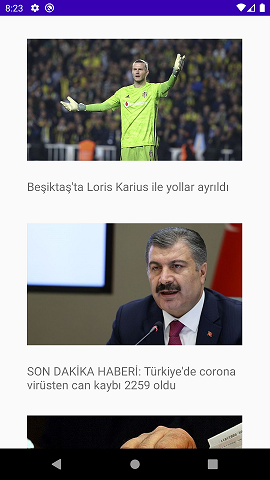 8:23
Beşiktaş'ta Loris Karius ile yollar ayrıldı
SON DAKİKA HABERİ: Türkiye'de corona
virüsten can kaybı 2259 oldu